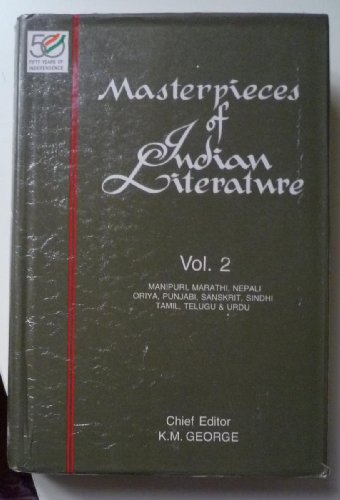 50
FIFTY YEARS OF
INDEPENDENCE
Masterpieces
of
Indian
Literature
Vol. 2
MANIPURI, MARATHI, NEPALI
ORIYA, PUNJABI, SANSKRIT, SINDHI
TAMIL, TELUGU & URDU
Chief Editor
K.M. GEORGE